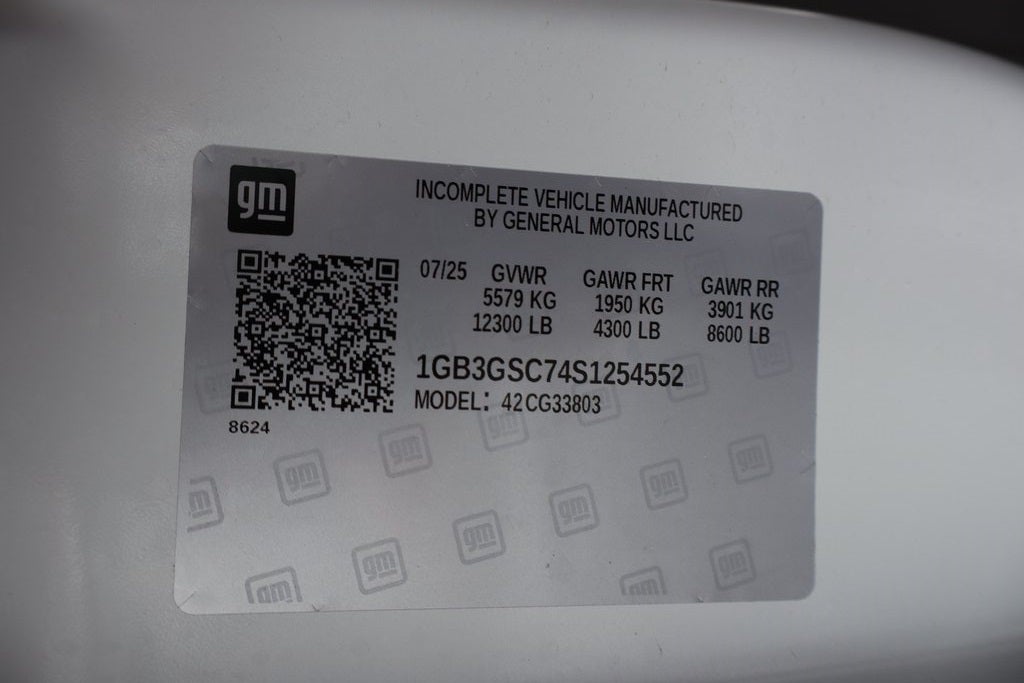 gm
INCOMPLETE VEHICLE MANUFACTURED
BY GENERAL MOTORS LLC
07/25 GVWR GAWR FRT GAWR RR
5579 KG 1950 KG 3901 KG
12300 LB 4300 LB 8600 LB
1GB3GSC74S1254552
MODEL: 42CG33803
8624